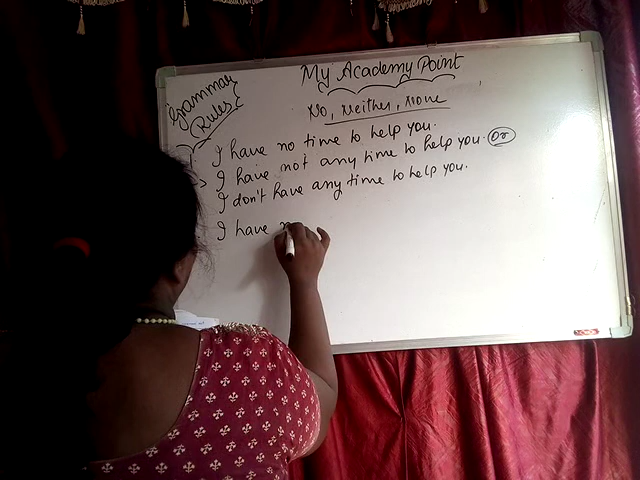 My Academy Point
Grammar
Rules
No, Neither, None
I have no time to help you.
I have not any time to help you. Or
I don't have any time to help you.
I have